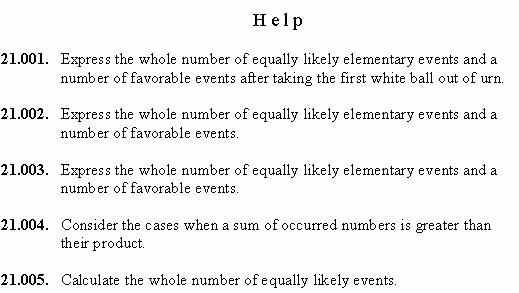 Help
21.001. Express the whole number of equally likely elementary events and a
number of favorable events after taking the first white ball out of urn.
21.002. Express the whole number of equally likely elementary events and a
number of favorable events.
21.003. Express the whole number of equally likely elementary events and a
number of favorable events.
21.004. Consider the cases when a sum of occurred numbers is greater than
their product.
21.005. Calculate the whole number of equally likely events.